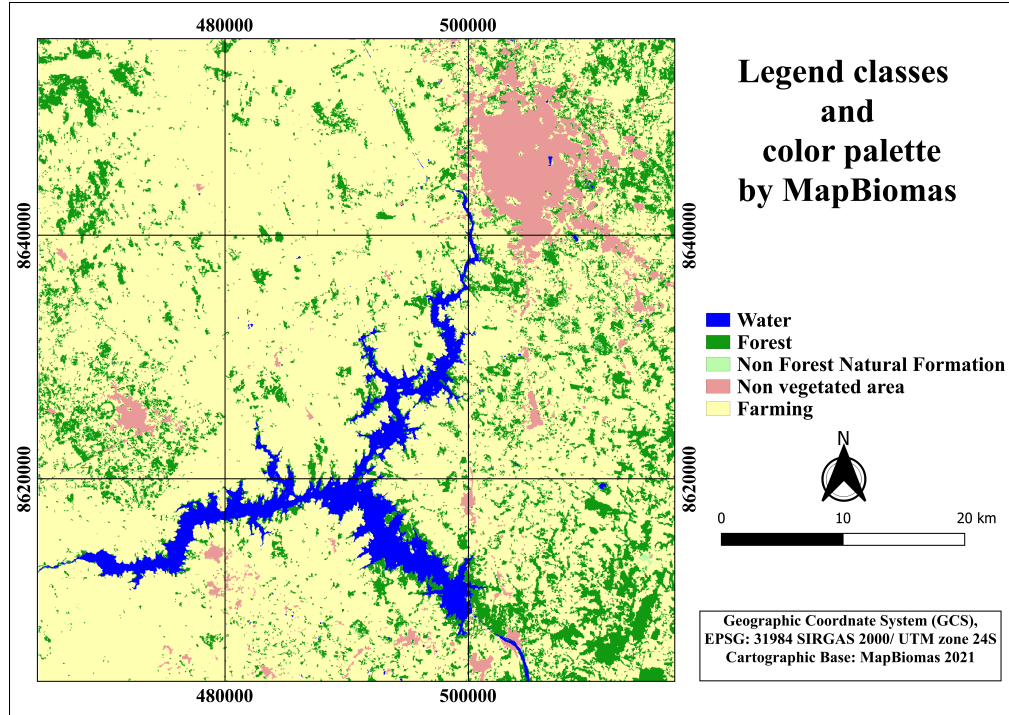 480000
500000
Legend classes
and
color palette
by MapBiomas
8640000
8640000
Water
Forest
Non Forest Natural Formation
Non vegetated area
Farming
N
8620000
8620000
0 10 20 km
Geographic Coordnate System (GCS),
EPSG: 31984 SIRGAS 2000/ UTM zone 24S
Cartographic Base: MapBiomas 2021
480000
500000